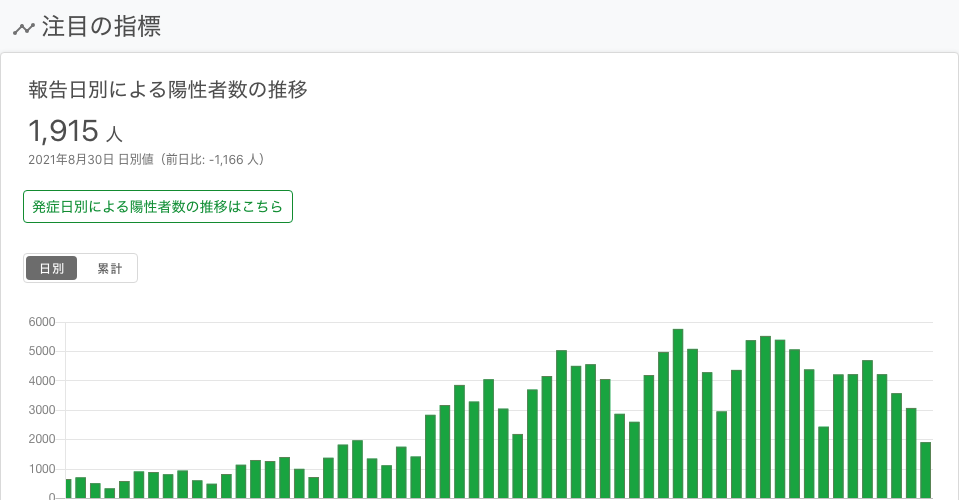 注目の指標
報告日別による陽性者数の推移
1,915 人
2021年8月30日 日別値（前日比: -1,166 人）
発症日別による陽性者数の推移はこちら
日別 累計
6000
5000
4000
3000
2000
1000
0